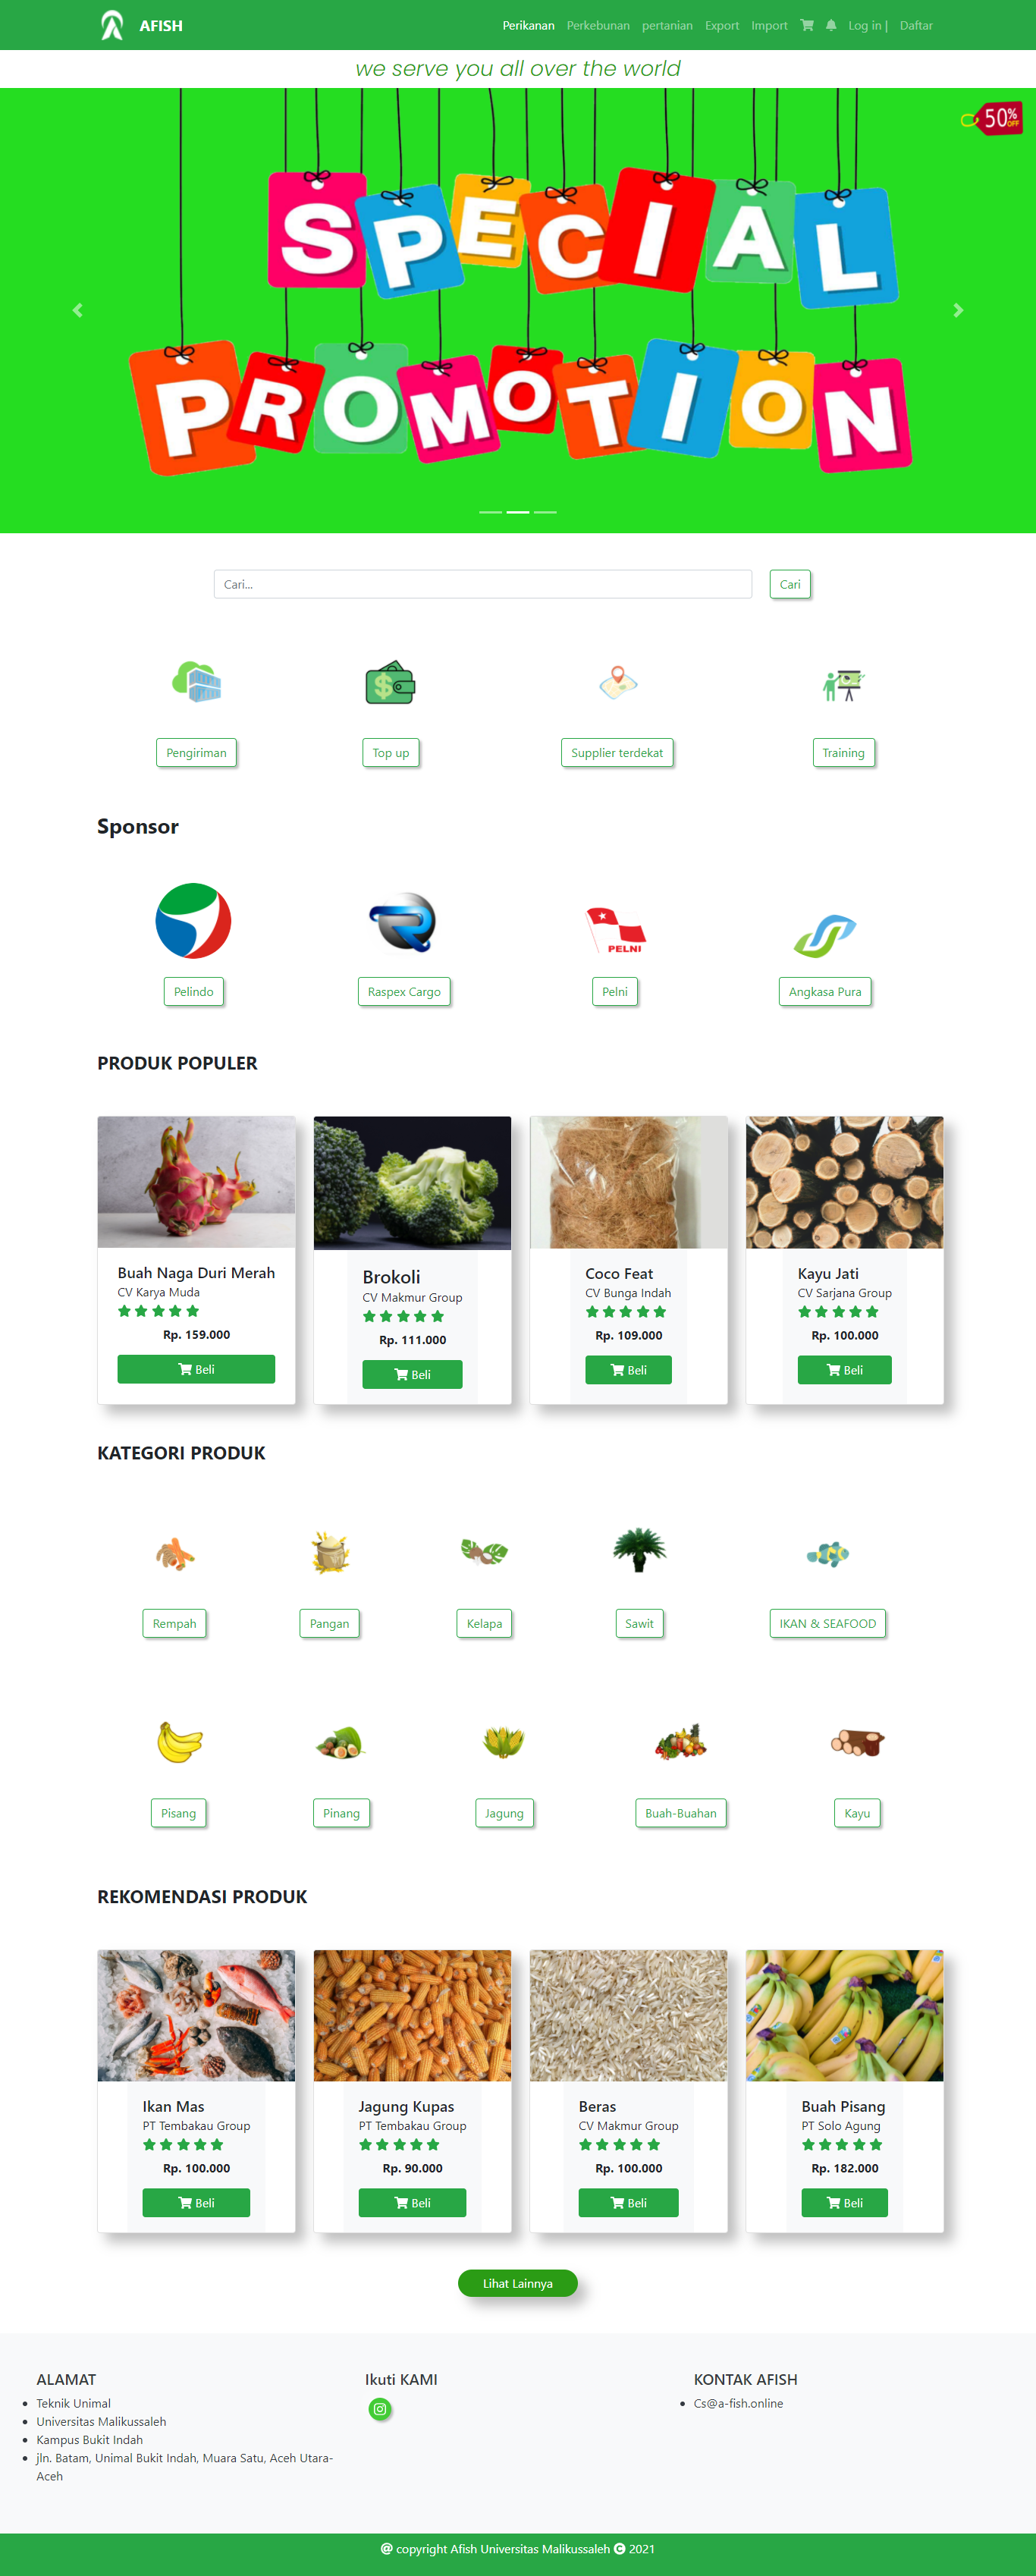 AFISH
Perikanan Perkebunan pertanian Export Import Log in | Daftar
we serve you all over the world
50% OFF
SPECIAL
PROMOTION
Cari...
Cari
Pengiriman Top up Supplier terdekat Training
Sponsor
PELNI
Pelindo Raspex Cargo Pelni Angkasa Pura
PRODUK POPULER
Buah Naga Duri Merah
CV Karya Muda
Rp. 159.000
Beli
Brokoli
CV Makmur Group
Rp. 111.000
Beli
Coco Feat
CV Bunga Indah
Rp. 109.000
Beli
Kayu Jati
CV Sarjana Group
Rp. 100.000
Beli
KATEGORI PRODUK
Rempah Pangan Kelapa Sawit IKAN & SEAFOOD
Pisang Pinang Jagung Buah-Buahan Kayu
REKOMENDASI PRODUK
Ikan Mas
PT Tembakau Group
Rp. 100.000
Beli
Jagung Kupas
PT Tembakau Group
Rp. 90.000
Beli
Beras
CV Makmur Group
Rp. 100.000
Beli
Buah Pisang
PT Solo Agung
Rp. 182.000
Beli
Lihat Lainnya
ALAMAT
Teknik Unimal
Universitas Malikussaleh
Kampus Bukit Indah
jln. Batam, Unimal Bukit Indah, Muara Satu, Aceh Utara-
Aceh
Ikuti KAMI
KONTAK AFISH
Cs@a-fish.online
@ copyright Afish Universitas Malikussaleh © 2021